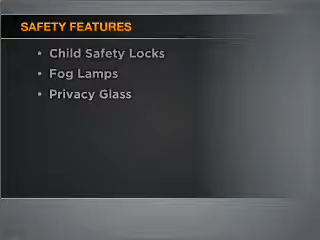 SAFETY FEATURES
• Child Safety Locks
• Fog Lamps
• Privacy Glass